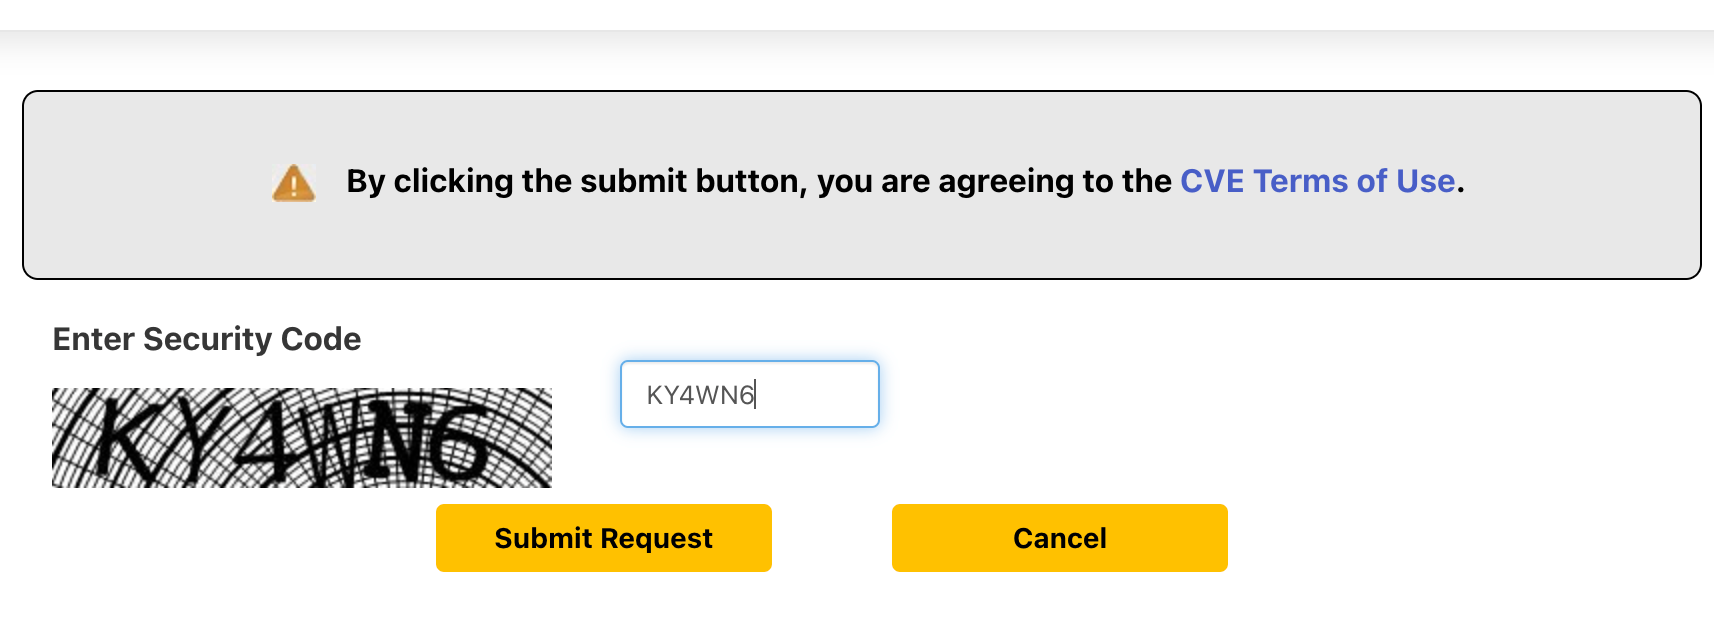 By clicking the submit button, you are agreeing to the CVE Terms of Use.
Enter Security Code
KY4WN6
KY4WN6
Submit Request
Cancel